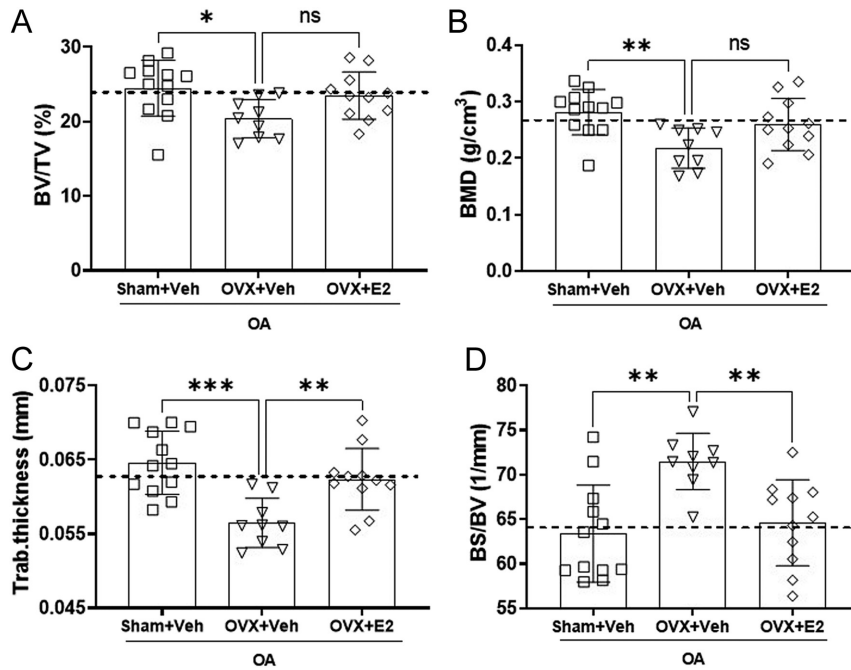 A
BV/TV (%)
30
20
10
0
* ns
Sham+Veh OVX+Veh OVX+E2
OA
B
BMD (g/cm³)
0.4
0.3
0.2
0.1
0.0
** ns
Sham+Veh OVX+Veh OVX+E2
OA
C
Trab.thickness (mm)
0.075
0.065
0.055
0.045
*** **
Sham+Veh OVX+Veh OVX+E2
OA
D
BS/BV (1/mm)
80
75
70
65
60
55
** **
Sham+Veh OVX+Veh OVX+E2
OA